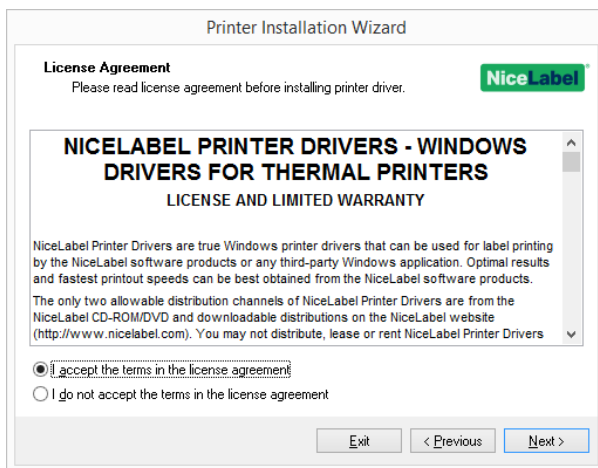 Printer Installation Wizard
License Agreement
Please read license agreement before installing printer driver.
NiceLabel
NICELABEL PRINTER DRIVERS - WINDOWS
DRIVERS FOR THERMAL PRINTERS
LICENSE AND LIMITED WARRANTY
NiceLabel Printer Drivers are true Windows printer drivers that can be used for label printing
by the NiceLabel software products or any third-party Windows application. Optimal results
and fastest printout speeds can be best obtained from the NiceLabel software products.
The only two allowable distribution channels of NiceLabel Printer Drivers are from the
NiceLabel CD-ROM/DVD and downloadable distributions on the NiceLabel website
(http://www.nicelabel.com). You may not distribute, lease or rent NiceLabel Printer Drivers
I accept the terms in the license agreement
I do not accept the terms in the license agreement
Exit
< Previous
Next >